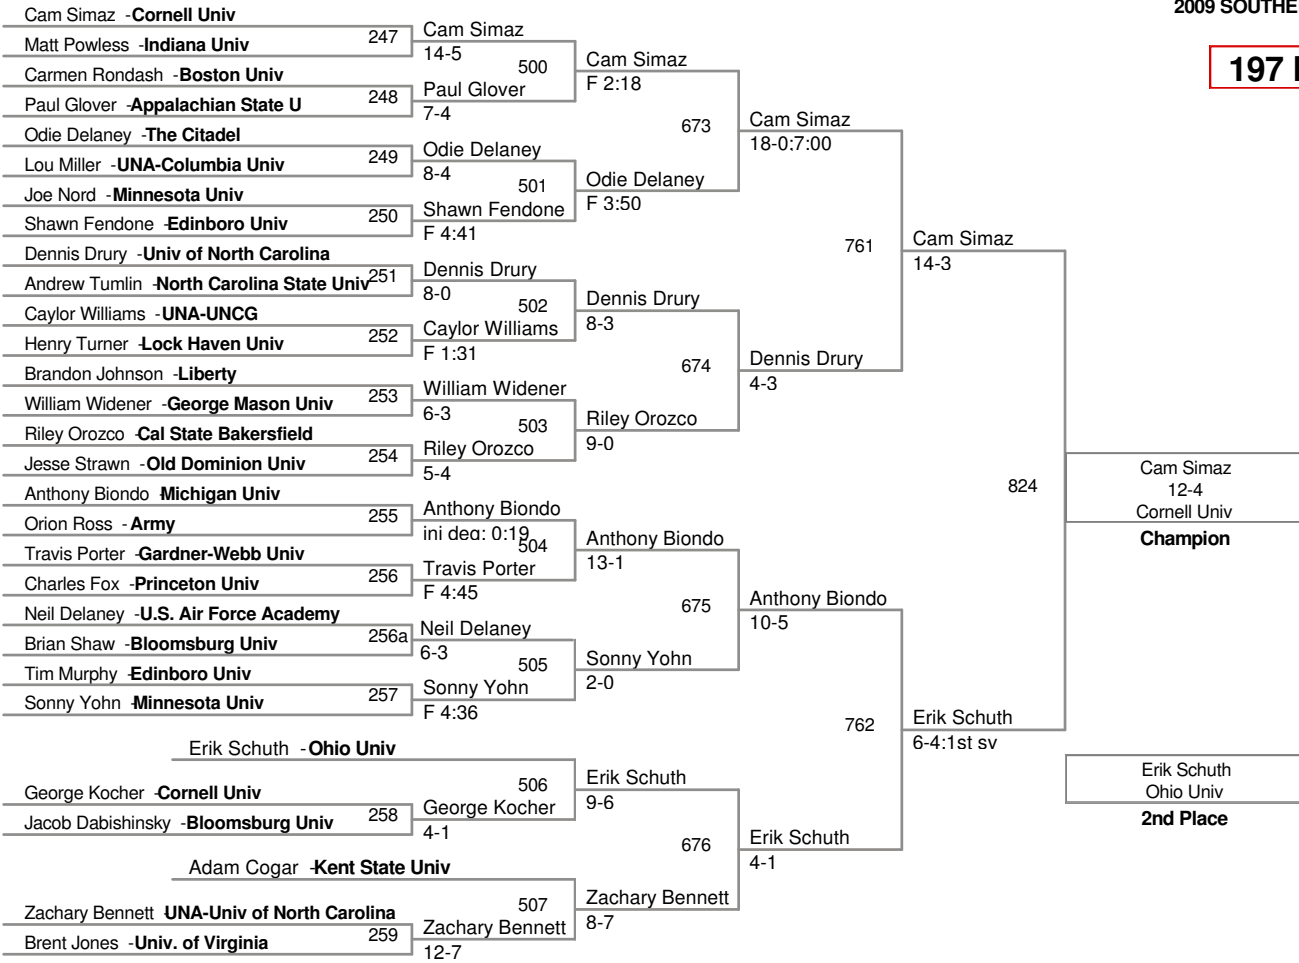 2009 SOUTHE
197
Cam Simaz - Cornell Univ
Matt Powless - Indiana Univ
247
Cam Simaz
14-5
Carmen Rondash - Boston Univ
Paul Glover - Appalachian State U
248
Paul Glover
7-4
500
Cam Simaz
F 2:18
Odie Delaney - The Citadel
Lou Miller - UNA-Columbia Univ
249
Odie Delaney
8-4
Joe Nord - Minnesota Univ
Shawn Fendone - Edinboro Univ
250
Shawn Fendone
F 4:41
501
Odie Delaney
F 3:50
673
Cam Simaz
18-0:7:00
Dennis Drury - Univ of North Carolina
Andrew Tumlin - North Carolina State Univ
251
Dennis Drury
8-0
Caylor Williams - UNA-UNCG
Henry Turner - Lock Haven Univ
252
Caylor Williams
F 1:31
502
Dennis Drury
8-3
Brandon Johnson - Liberty
William Widener - George Mason Univ
253
William Widener
6-3
Riley Orozco - Cal State Bakersfield
Jesse Strawn - Old Dominion Univ
254
Riley Orozco
5-4
503
Riley Orozco
9-0
674
Dennis Drury
4-3
761
Cam Simaz
14-3
Anthony Biondo - Michigan Univ
Orion Ross - Army
255
Anthony Biondo
ini deg: 0:19
Travis Porter - Gardner-Webb Univ
Charles Fox - Princeton Univ
256
Travis Porter
F 4:45
504
Anthony Biondo
13-1
Neil Delaney - U.S. Air Force Academy
Brian Shaw - Bloomsburg Univ
256a
Neil Delaney
6-3
Tim Murphy - Edinboro Univ
Sonny Yohn - Minnesota Univ
257
Sonny Yohn
F 4:36
505
Sonny Yohn
2-0
675
Anthony Biondo
10-5
Erik Schuth - Ohio Univ
George Kocher - Cornell Univ
Jacob Dabishinsky - Bloomsburg Univ
258
George Kocher
4-1
506
Erik Schuth
9-6
Adam Cogar - Kent State Univ
Zachary Bennett - UNA-Univ of North Carolina
Brent Jones - Univ. of Virginia
259
Zachary Bennett
12-7
507
Zachary Bennett
8-7
676
Erik Schuth
4-1
762
Erik Schuth
6-4:1st sv
824
Cam Simaz
12-4
Cornell Univ
Champion
Erik Schuth
Ohio Univ
2nd Place